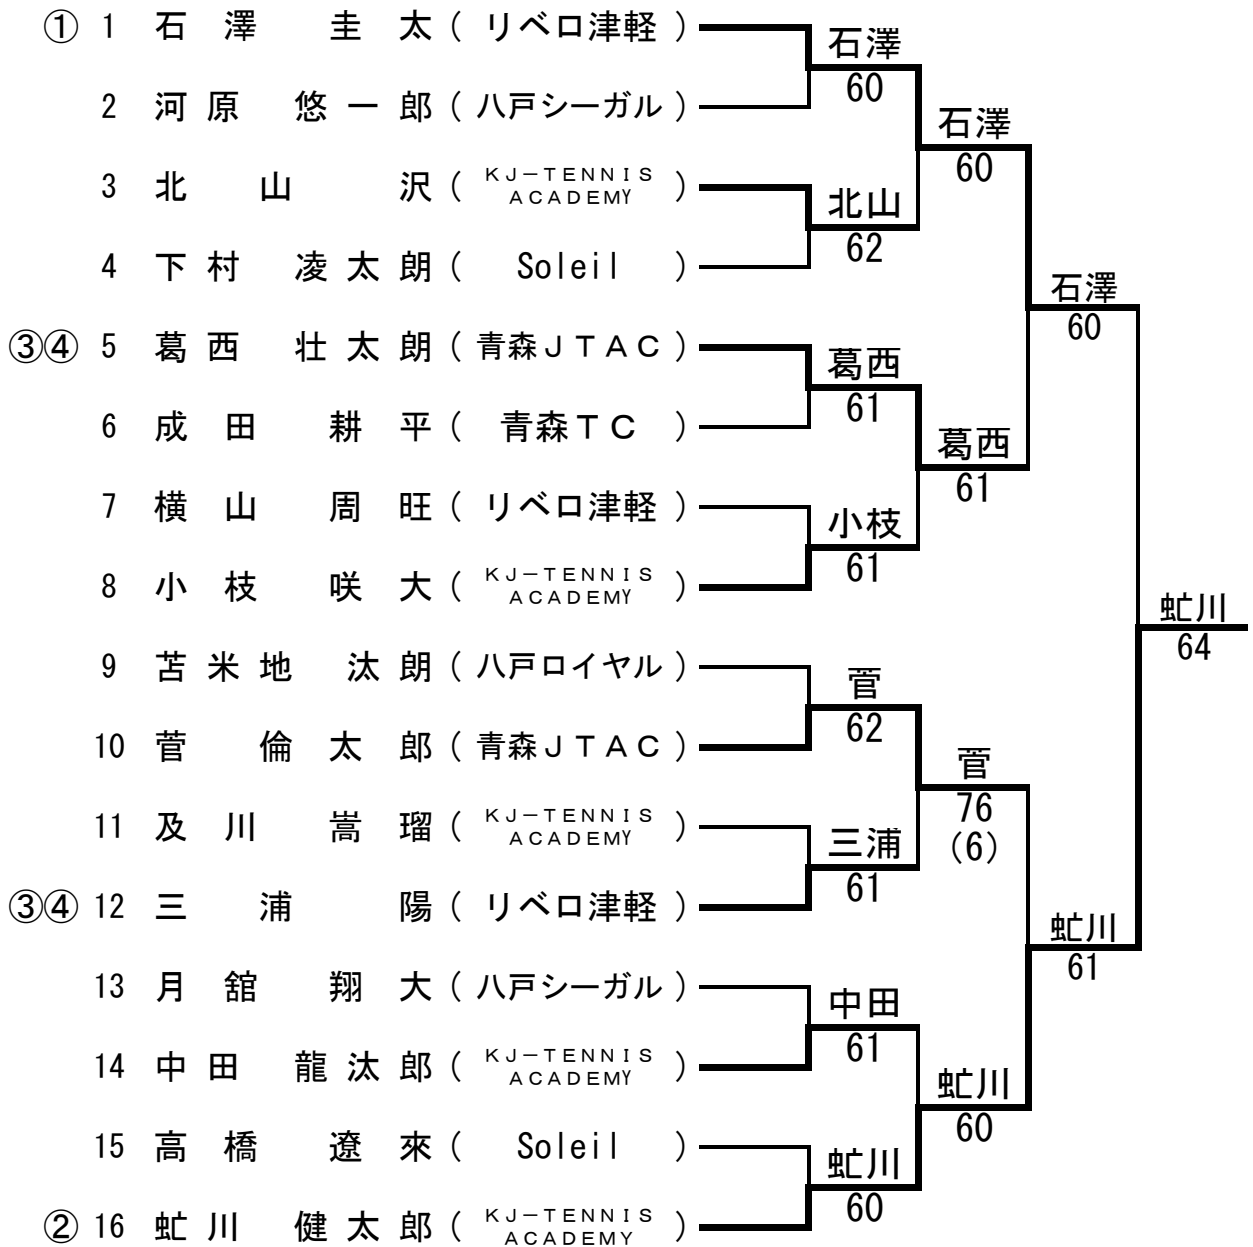 ① 1 石澤 圭太 ( リベロ津軽 )
2 河原 悠一郎 ( 八戸シーガル )
3 北山 沢 ( KJ-TENNIS ACADEMY )
4 下村 凌太朗 ( Soleil )
③④ 5 葛西 壮太朗 ( 青森JTAC )
6 成田 耕平 ( 青森TC )
7 横山 周旺 ( リベロ津軽 )
8 小枝 咲大 ( KJ-TENNIS ACADEMY )
9 苫米地 汰朗 ( 八戸ロイヤル )
10 菅 倫太郎 ( 青森JTAC )
11 及川 嵩瑠 ( KJ-TENNIS ACADEMY )
③④ 12 三浦 陽 ( リベロ津軽 )
13 月舘 翔大 ( 八戸シーガル )
14 中田 龍汰郎 ( KJ-TENNIS ACADEMY )
15 高橋 遼來 ( Soleil )
② 16 虻川 健太郎 ( KJ-TENNIS ACADEMY )
石澤
60
北山
62
葛西
61
小枝
61
菅
62
三浦
61
中田
61
虻川
60
石澤
60
葛西
61
菅
76
(6)
虻川
60
石澤
60
虻川
61
虻川
64